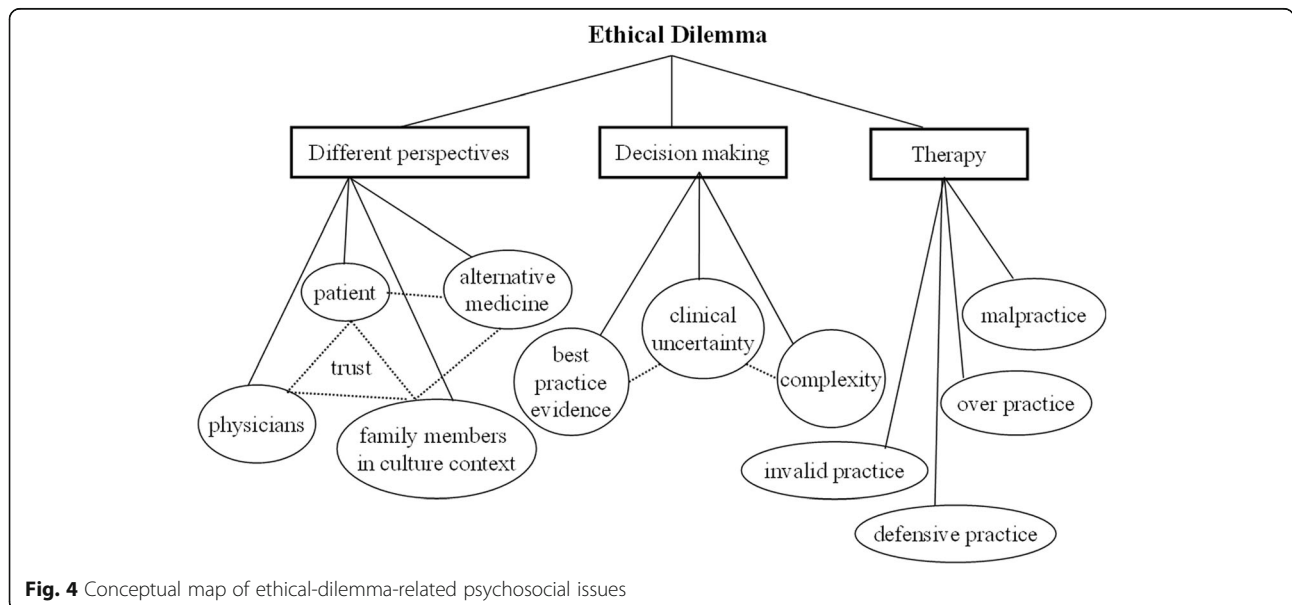 Ethical Dilemma
Different perspectives
Decision making
Therapy
patient
alternative
medicine
trust
physicians
family members
in culture context
clinical
uncertainty
best
practice
evidence
complexity
malpractice
over practice
invalid practice
defensive practice
Fig. 4 Conceptual map of ethical-dilemma-related psychosocial issues